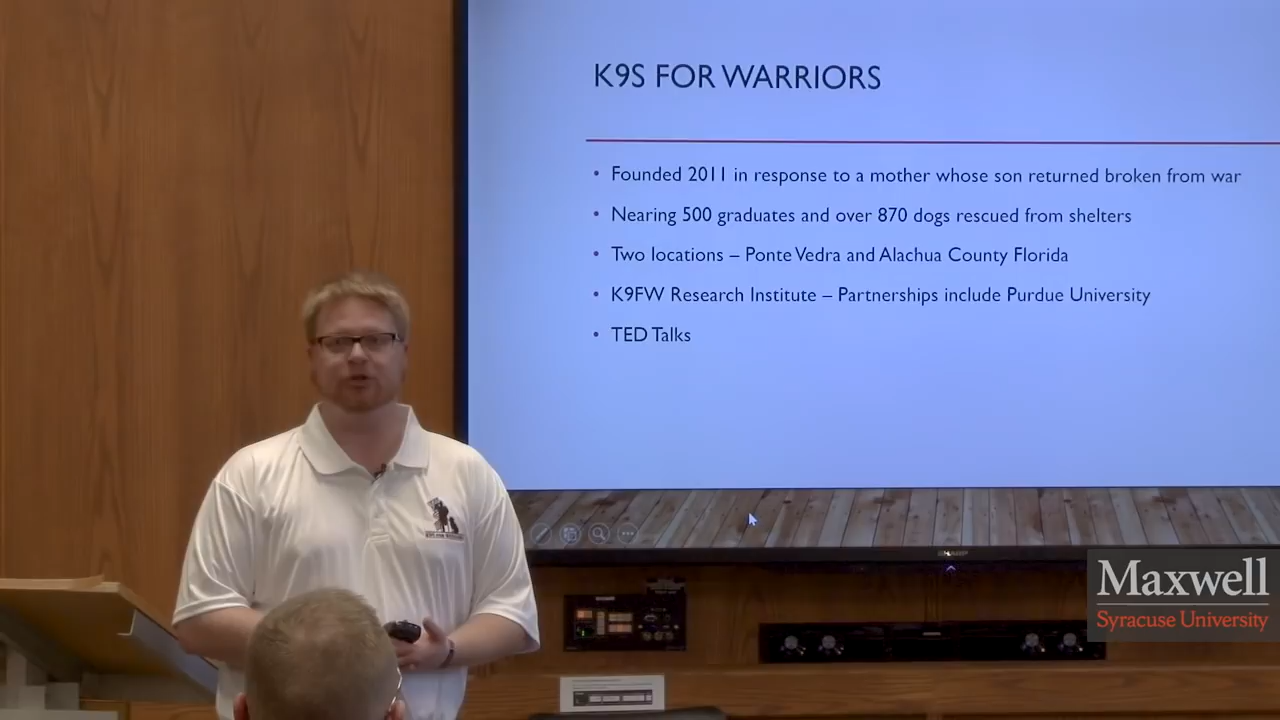 K9S FOR WARRIORS
• Founded 2011 in response to a mother whose son returned broken from war
• Nearing 500 graduates and over 870 dogs rescued from shelters
• Two locations – Ponte Vedra and Alachua County Florida
• K9FW Research Institute – Partnerships include Purdue University
• TED Talks
SHARP
Maxwell
Syracuse University